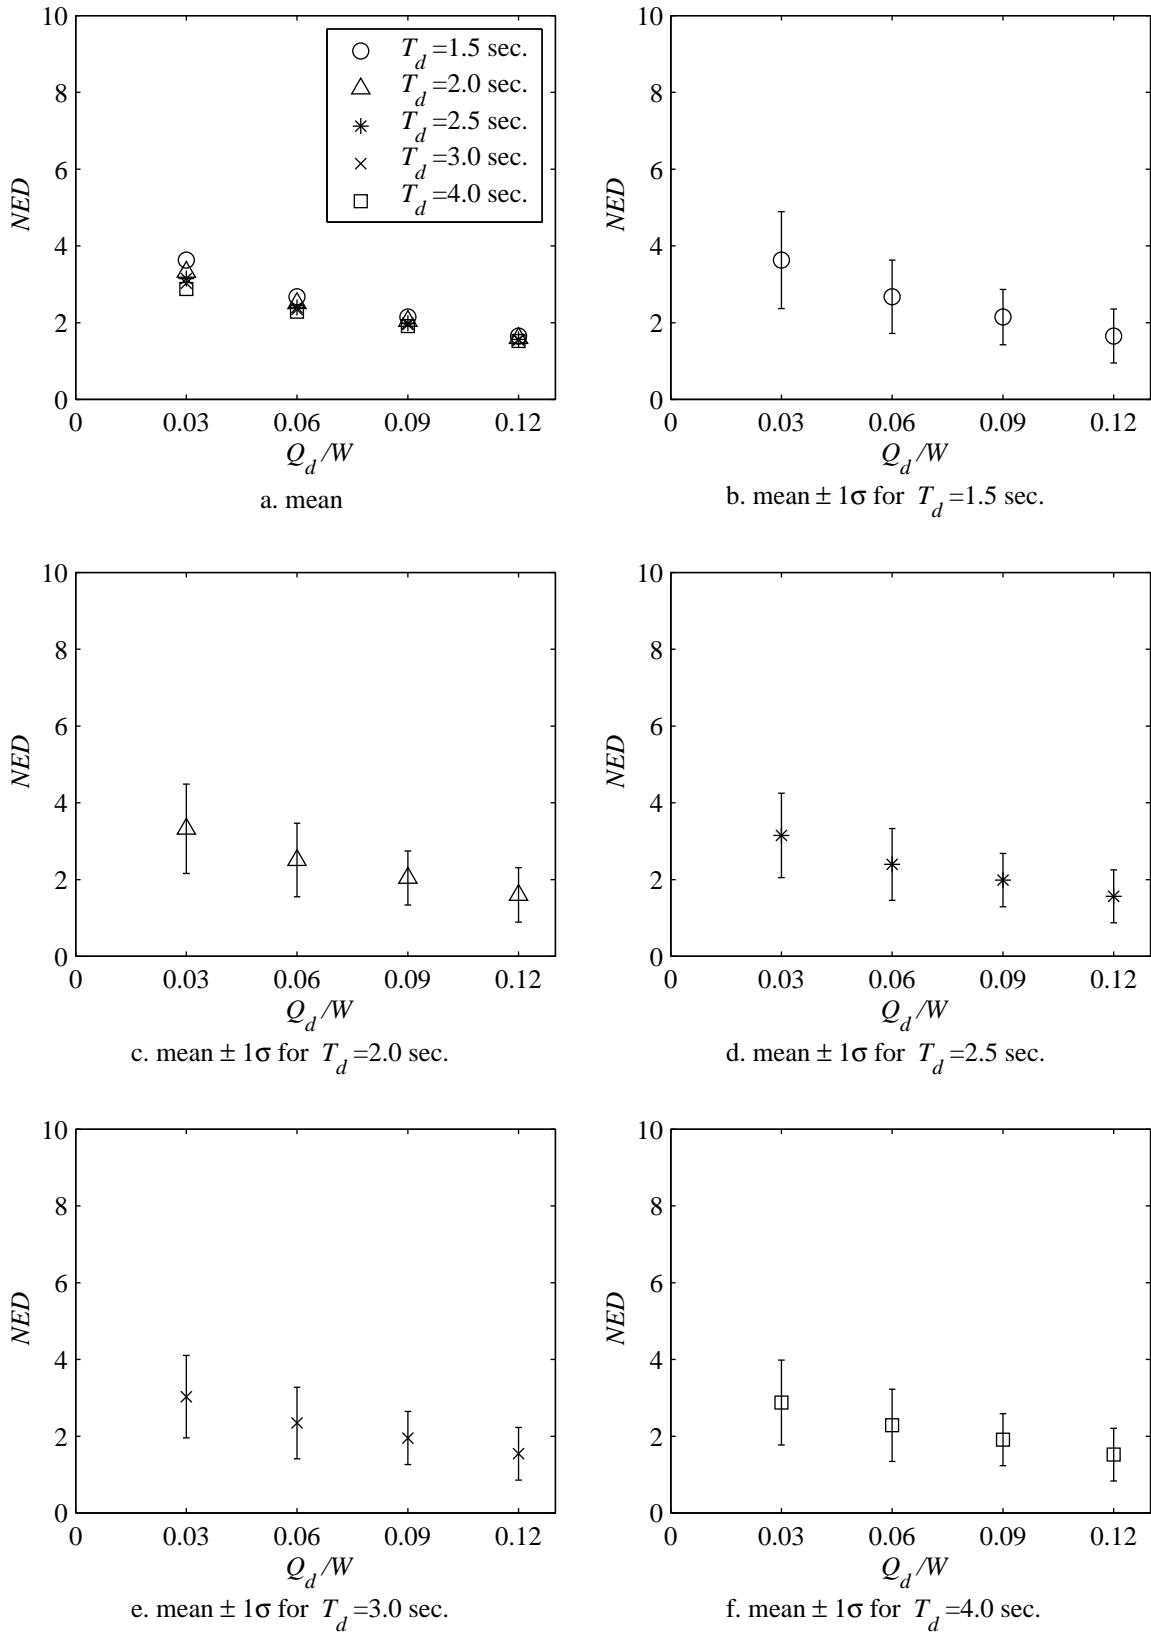 10
8
6
4
2
0
NED
T_d=1.5 sec.
T_d=2.0 sec.
T_d=2.5 sec.
T_d=3.0 sec.
T_d=4.0 sec.
0 0.03 0.06 0.09 0.12
Q_d/W
a. mean
10
8
6
4
2
0
NED
0 0.03 0.06 0.09 0.12
Q_d/W
b. mean ± 1σ for T_d=1.5 sec.
10
8
6
4
2
0
NED
0 0.03 0.06 0.09 0.12
Q_d/W
c. mean ± 1σ for T_d=2.0 sec.
10
8
6
4
2
0
NED
0 0.03 0.06 0.09 0.12
Q_d/W
d. mean ± 1σ for T_d=2.5 sec.
10
8
6
4
2
0
NED
0 0.03 0.06 0.09 0.12
Q_d/W
e. mean ± 1σ for T_d=3.0 sec.
10
8
6
4
2
0
NED
0 0.03 0.06 0.09 0.12
Q_d/W
f. mean ± 1σ for T_d=4.0 sec.